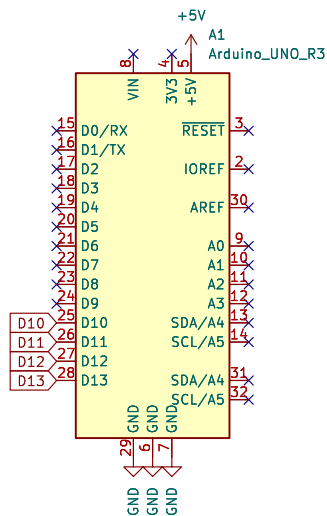 +5V
A1
Arduino_UNO_R3
8
4
5
VIN
3V3
+5V
15 D0/RX
RESET 3
16 D1/TX
17 D2
IOREF 2
18 D3
19 D4
AREF 30
20 D5
21 D6
A0 9
22 D7
A1 10
23 D8
A2 11
24 D9
A3 12
D10 25 D10
SDA/A4 13
D11 26 D11
SCL/A5 14
D12 27 D12
D13 28 D13
SDA/A4 31
SCL/A5 32
GND
GND
GND
29
6
7
GND
GND
GND